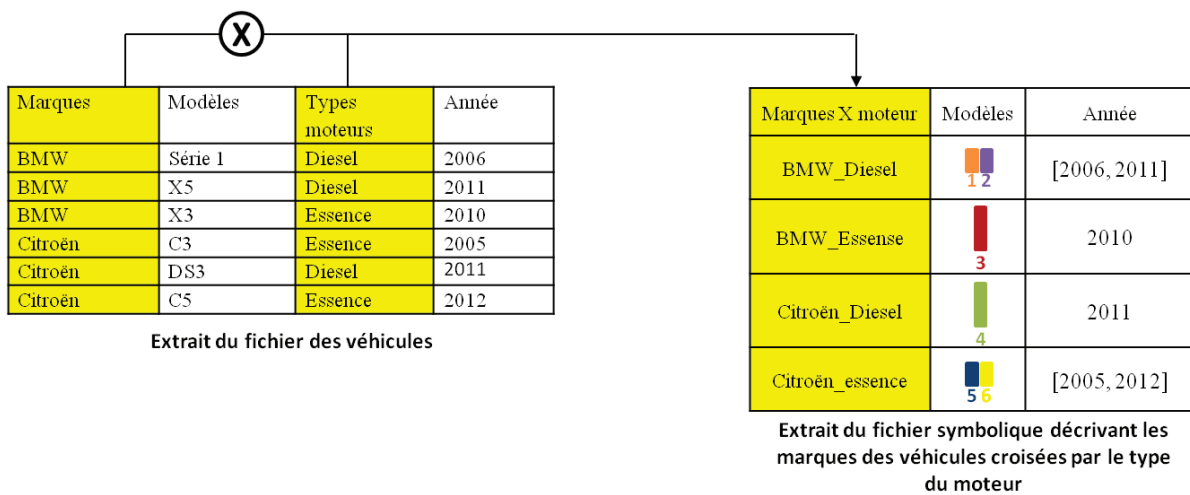 X
Marques Modèles Types moteurs Année
BMW Série 1 Diesel 2006
BMW X5 Diesel 2011
BMW X3 Essence 2010
Citroën C3 Essence 2005
Citroën DS3 Diesel 2011
Citroën C5 Essence 2012
Extrait du fichier des véhicules
Marques X moteur Modèles Année
BMW_Diesel 1 2 [2006, 2011]
BMW_Essense 3 2010
Citroën_Diesel 4 2011
Citroën_essence 5 6 [2005, 2012]
Extrait du fichier symbolique décrivant les
marques des véhicules croisées par le type
du moteur